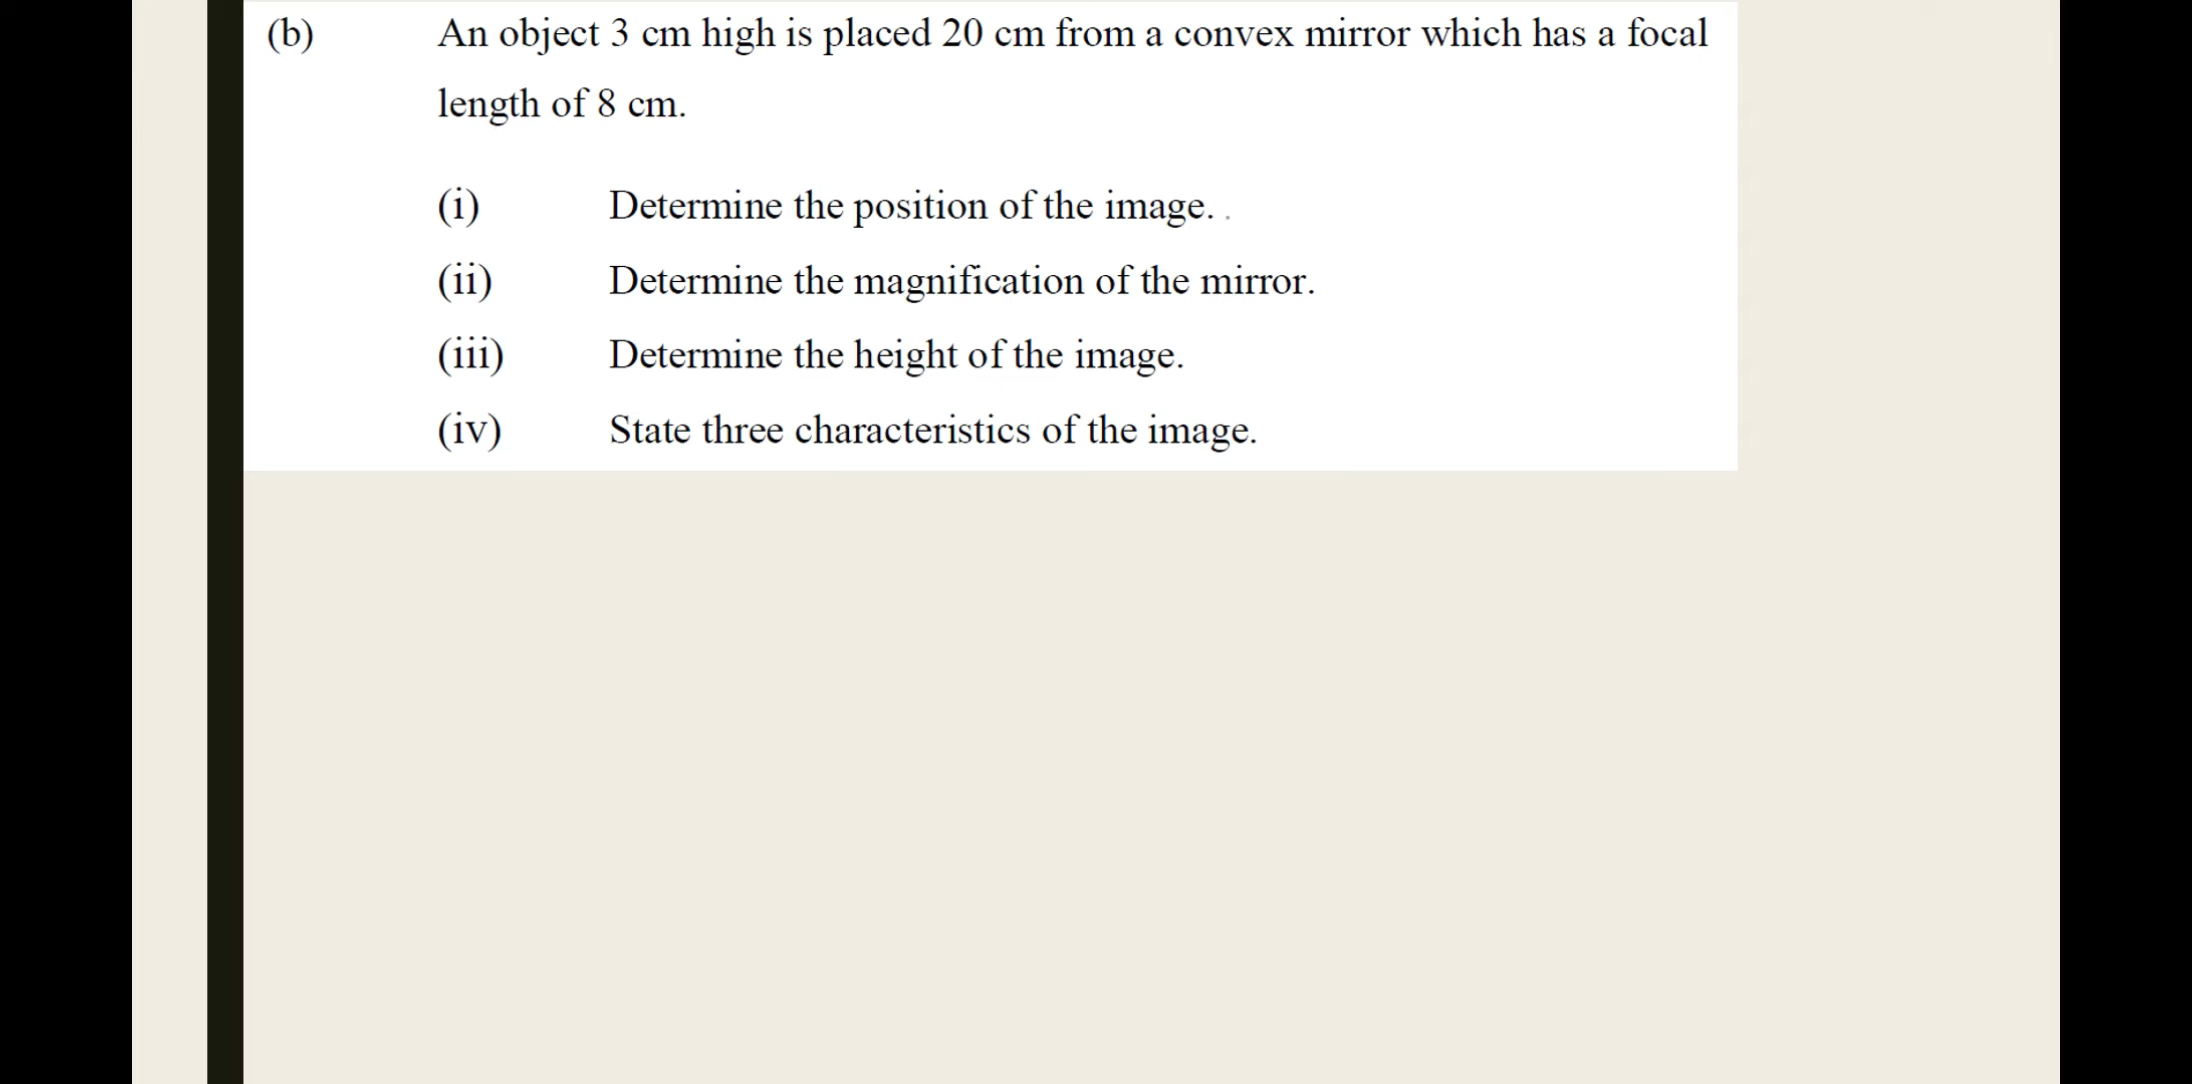 (b) An object 3 cm high is placed 20 cm from a convex mirror which has a focal
length of 8 cm.
(i) Determine the position of the image. .
(ii) Determine the magnification of the mirror.
(iii) Determine the height of the image.
(iv) State three characteristics of the image.